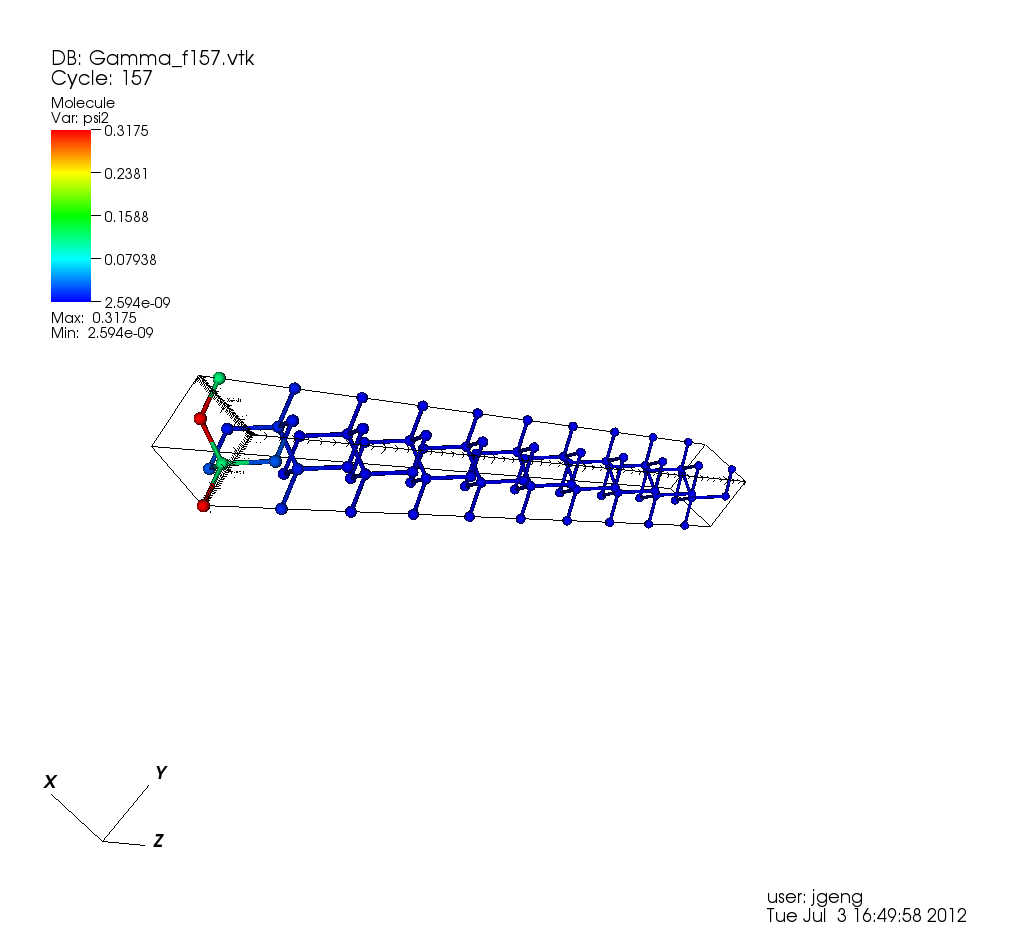 DB: Gamma_f157.vtk
Cycle: 157
Molecule
Var: psi2
0.3175
0.2381
0.1588
0.07938
2.594e-09
Max: 0.3175
Min: 2.594e-09
X
Y
Z
user: jgeng
Tue Jul 3 16:49:58 2012